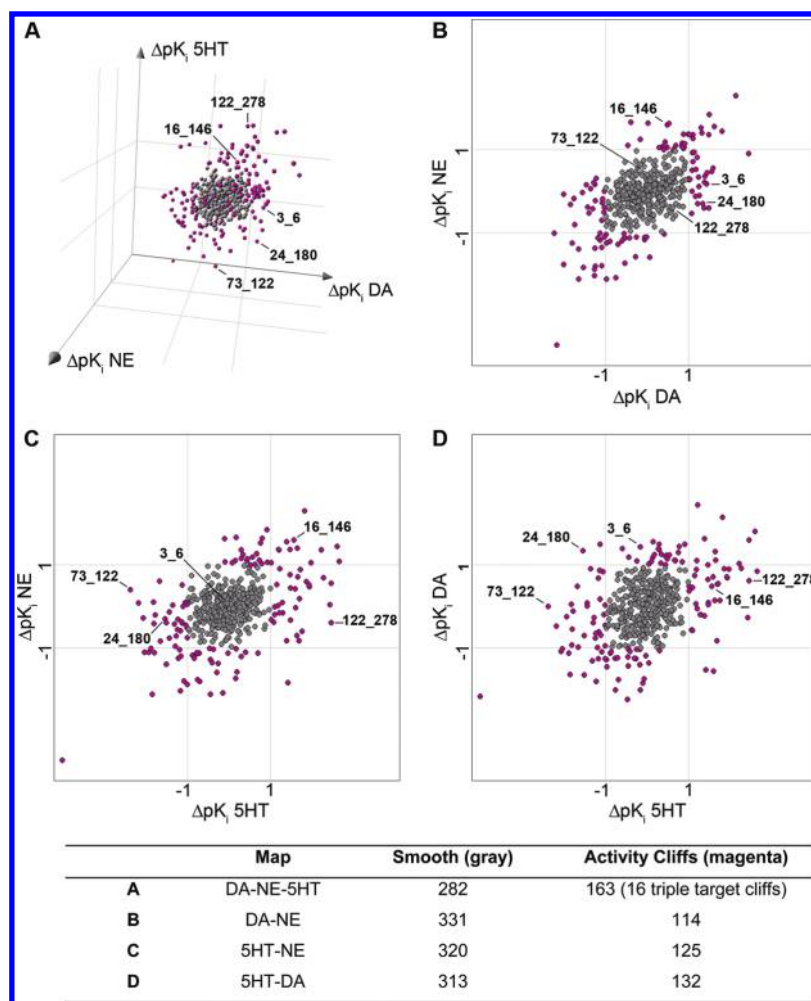 A
ΔpKi 5HT
122_278
16_146
3_6
24_180
73_122
ΔpKi DA
ΔpKi NE
B
16_146
73_122
1
3_6
24_180
122_278
-1
ΔpKi NE
-1 1
ΔpKi DA
C
16_146
3_6
1
73_122
24_180
122_278
-1
ΔpKi NE
-1 1
ΔpKi 5HT
D
3_6
24_180
1
122_278
73_122
16_146
-1
ΔpKi DA
-1 1
ΔpKi 5HT
Map Smooth (gray) Activity Cliffs (magenta)
A DA-NE-5HT 282 163 (16 triple target cliffs)
B DA-NE 331 114
C 5HT-NE 320 125
D 5HT-DA 313 132